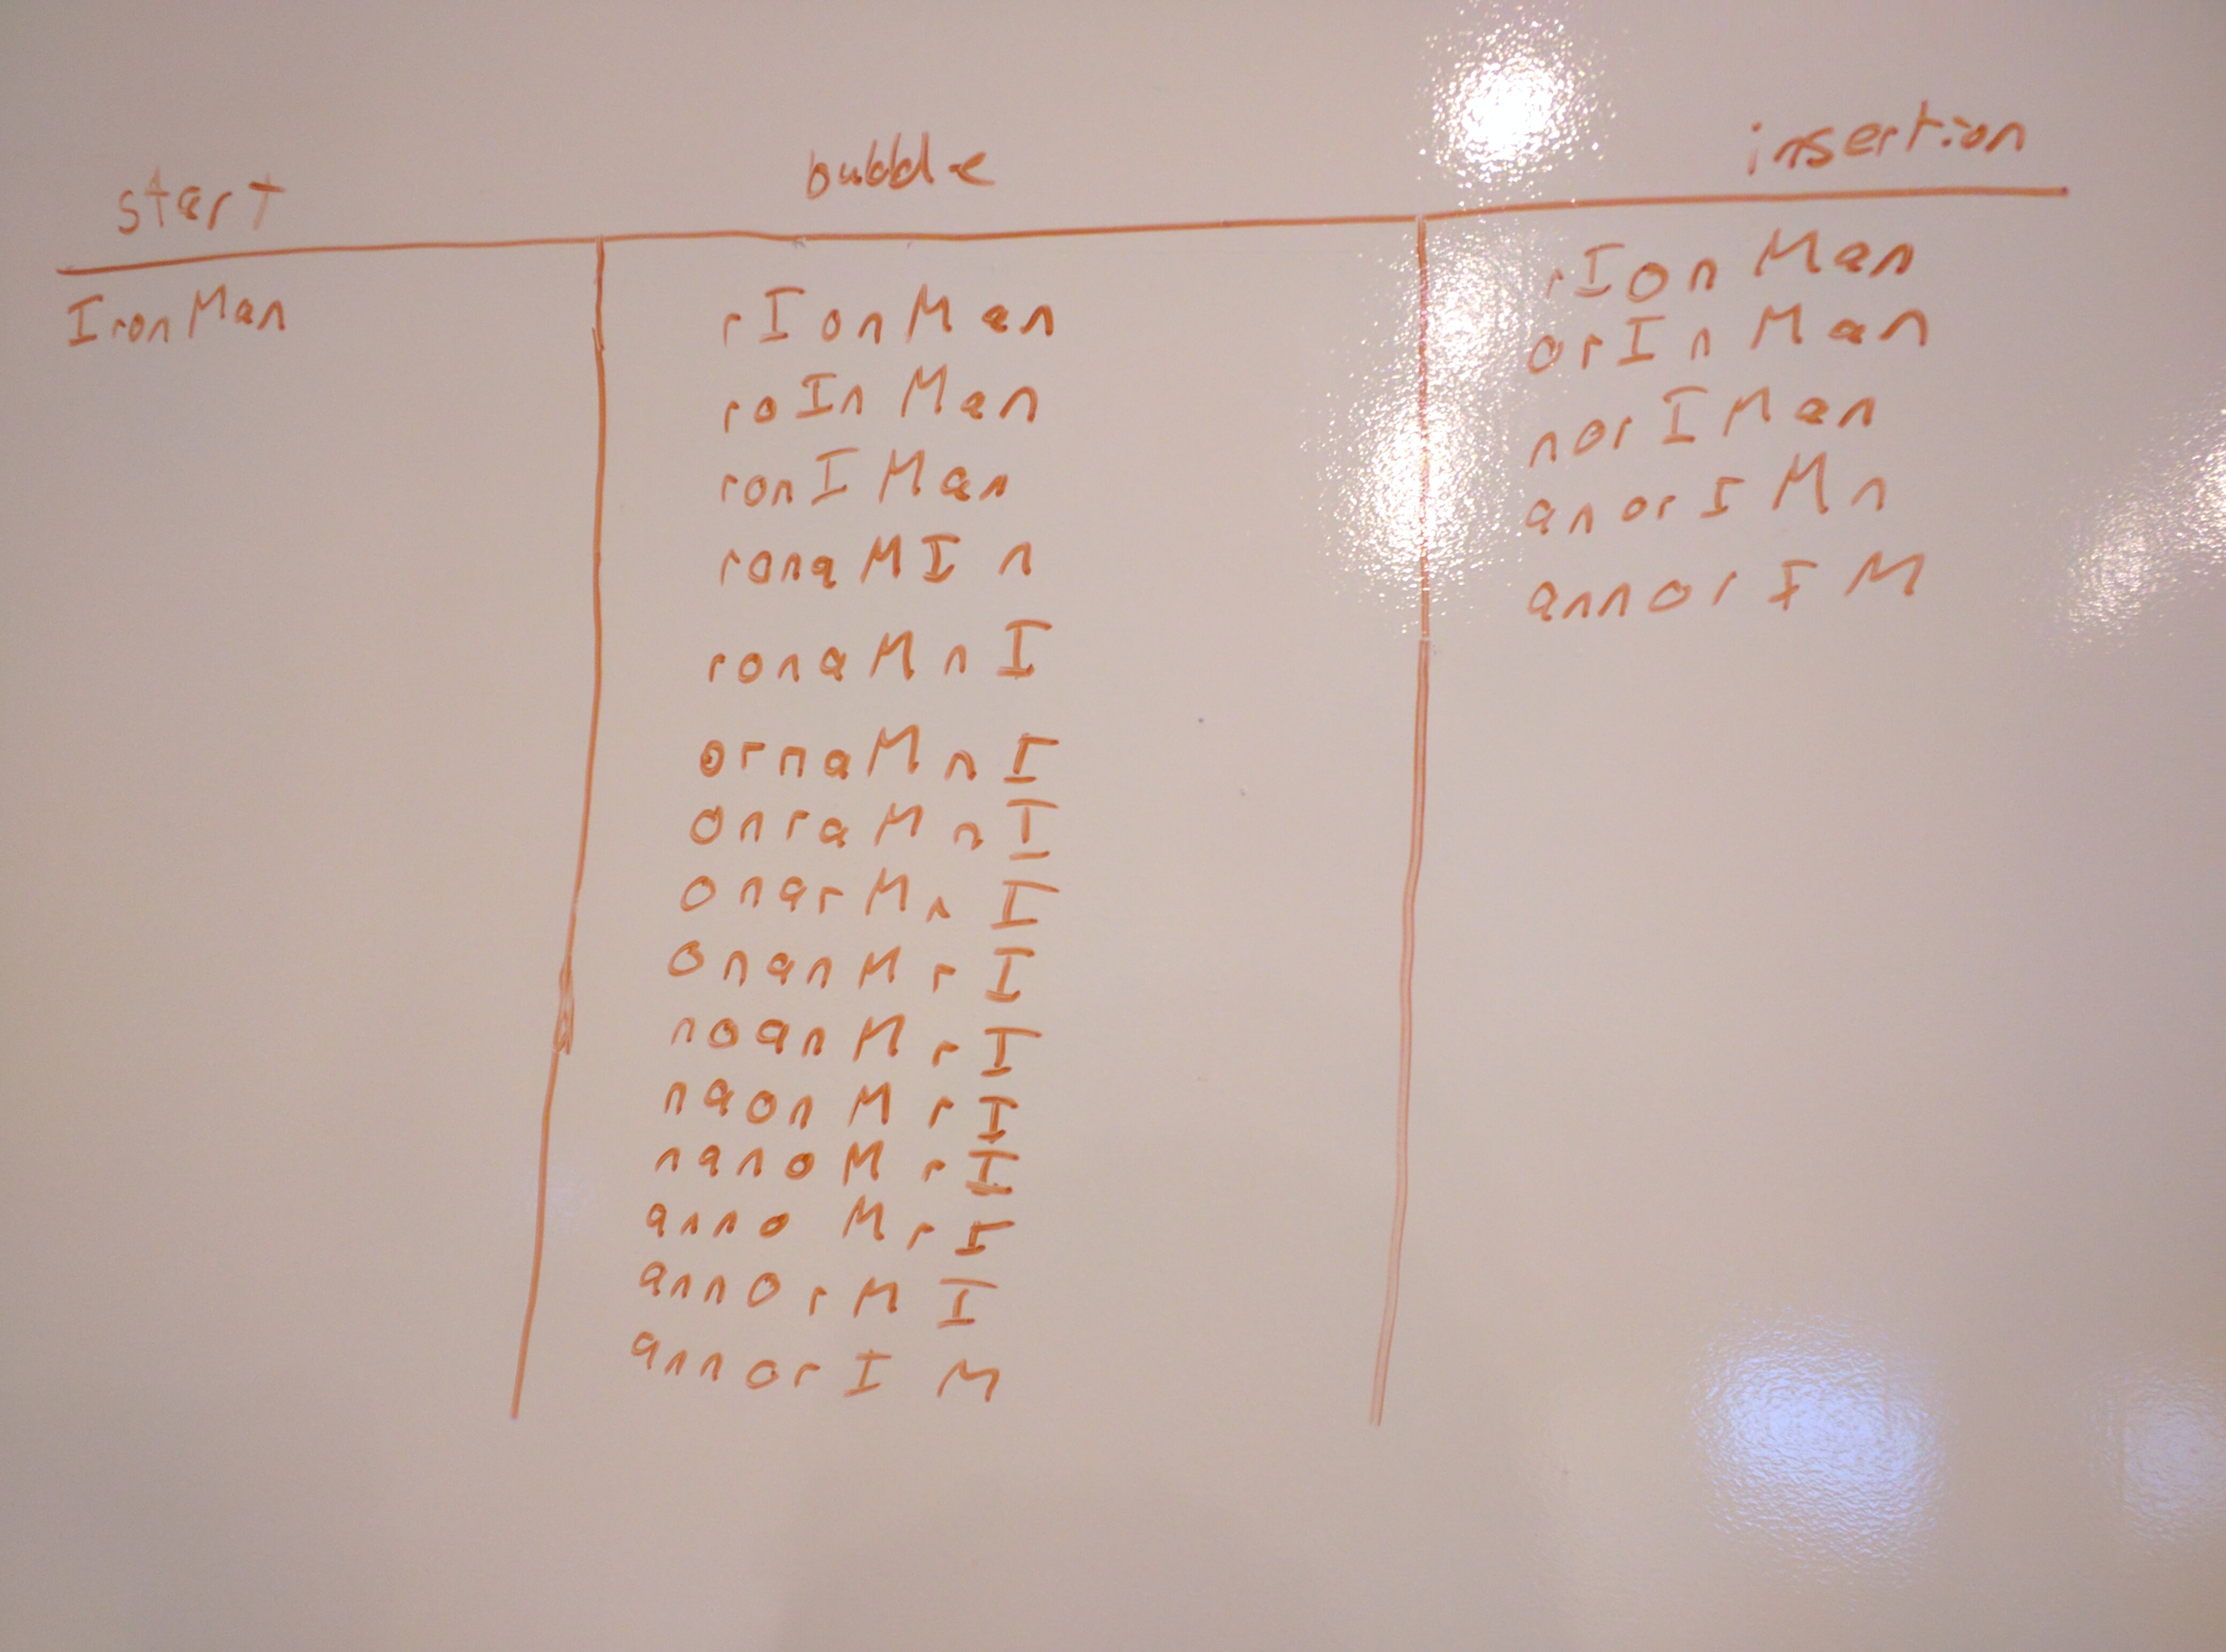 start
bubble
insertion
IronMan
rIonMan
roInMan
ronIMan
ronaMIn
ronaMnI
ornaMnI
onraMnI
onarMnI
onanMrI
noanMrI
naonMrI
nanoMrI
annoMrI
annorMI
annorIM
rIonMan
orInMan
norIMan
anorIMn
annorIM